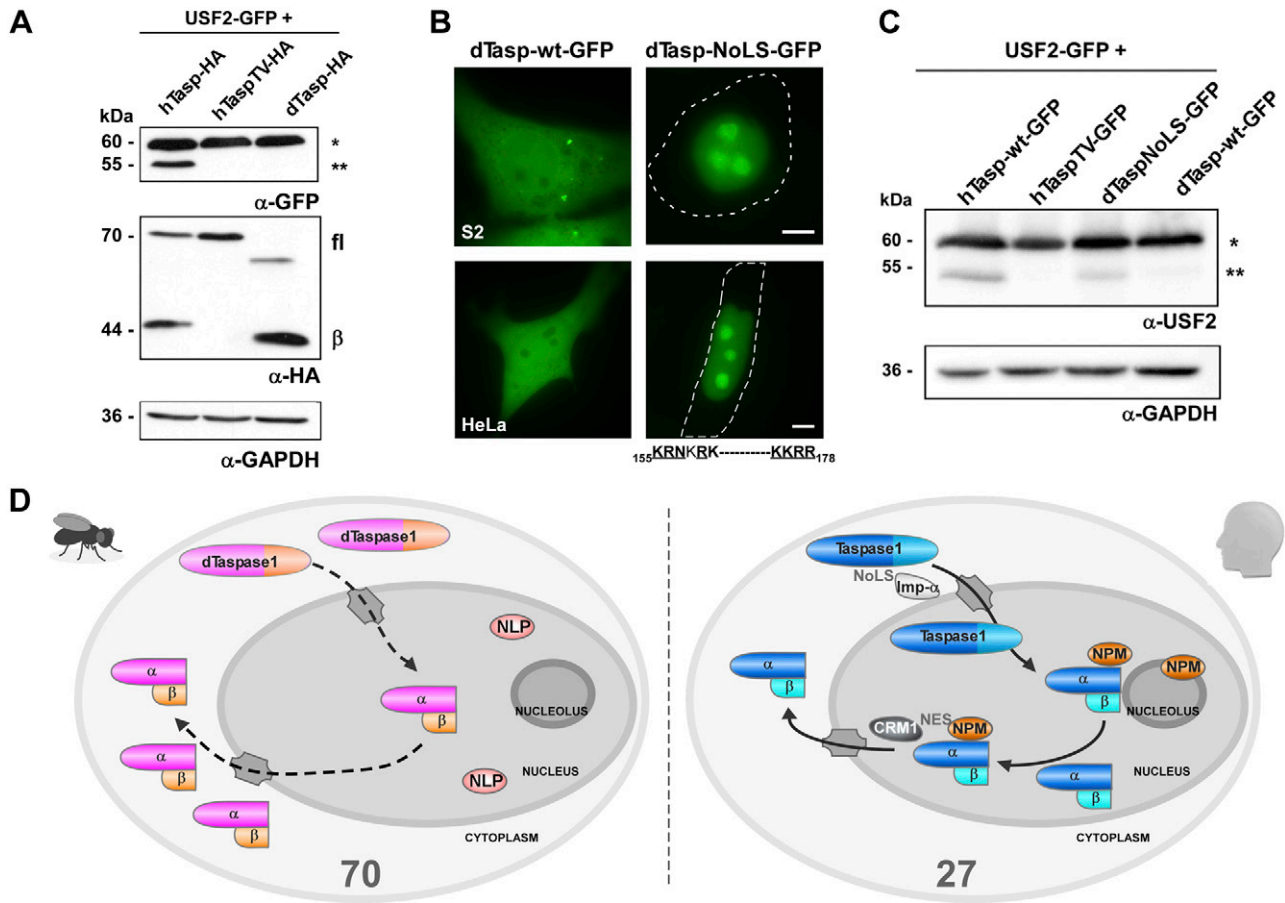 A
USF2-GFP +
hTasp-HA
hTaspTV-HA
dTasp-HA
kDa
60 -
*
55 -
**
α-GFP
70 -
fl
44 -
β
α-HA
36 -
α-GAPDH
B
dTasp-wt-GFP
dTasp-NoLS-GFP
S2
HeLa
155KRNKRK----------KKRR178
C
USF2-GFP +
hTasp-wt-GFP
hTaspTV-GFP
dTaspNoLS-GFP
dTasp-wt-GFP
kDa
60 -
*
55 -
**
α-USF2
36 -
α-GAPDH
D
dTaspase1
dTaspase1
NLP
α
β
α
β
NUCLEOLUS
α
β
NLP
NUCLEUS
α
β
CYTOPLASM
70
Taspase1
NoLS
Imp-α
Taspase1
NPM
NPM
α
β
α
β
NUCLEOLUS
CRM1
NES
NPM
α
β
α
β
NUCLEUS
CYTOPLASM
27